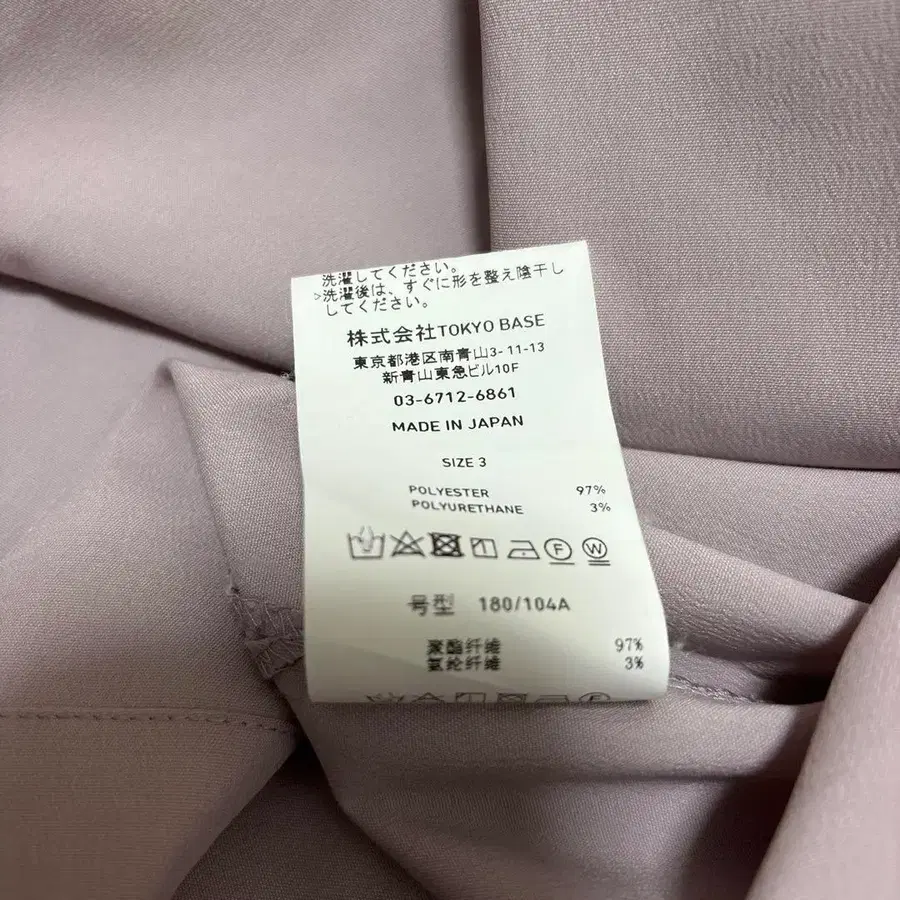 洗濯してください。
>洗濯後は、すぐに形を整え陰干し
してください。
株式会社TOKYO BASE
東京都港区南青山3-11-13
新青山東急ビル10F
03-6712-6861
MADE IN JAPAN
SIZE 3
POLYESTER 97%
POLYURETHANE 3%
F W
号型 180/104A
聚酯纤维 97%
氨纶纤维 3%